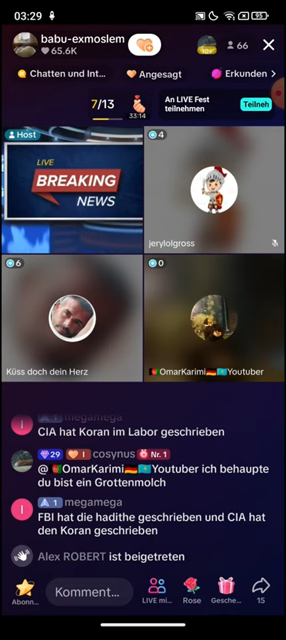 03:29
95
babu-exmoslem
65.6K
10+
66
Chatten und Int...
Angesagt
Erkunden
7/13
33:14
An LIVE Fest
teilnehmen
Teilneh
Host
4
LIVE
BREAKING
NEWS
jerylolgross
6
0
Küss doch dein Herz
🇦🇫OmarKarimi🇩🇪🇰🇿Youtuber
1 megamega
CIA hat Koran im Labor geschrieben
29 I cosynus Nr. 1
@ 🇦🇫OmarKarimi🇩🇪🇰🇿Youtuber ich behaupte
du bist ein Grottenmolch
1 megamega
FBI hat die hadithe geschrieben und CIA hat
den Koran geschrieben
Alex ROBERT ist beigetreten
Abonn...
Komment...
LIVE mi...
Rose
Gesche...
15